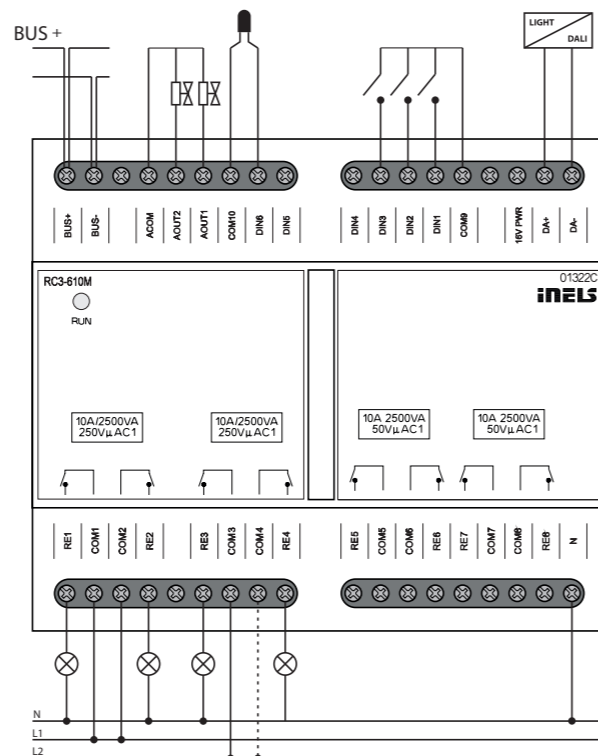 BUS +
LIGHT
DALI
BUS+
BUS-
ACOM
AOUT2
AOUT1
COM10
DIN6
DIN5
DIN4
DIN3
DIN2
DIN1
COM9
16V PWR
DA+
DA-
RC3-610M
RUN
01322C
iNELS
10A/2500VA
250VµAC1
10A/2500VA
250VµAC1
10A 2500VA
50VµAC1
10A 2500VA
50VµAC1
RE1
COM1
COM2
RE2
RE3
COM3
COM4
RE4
RE5
COM5
COM6
RE6
RE7
COM7
COM8
RE8
N
N
L1
L2